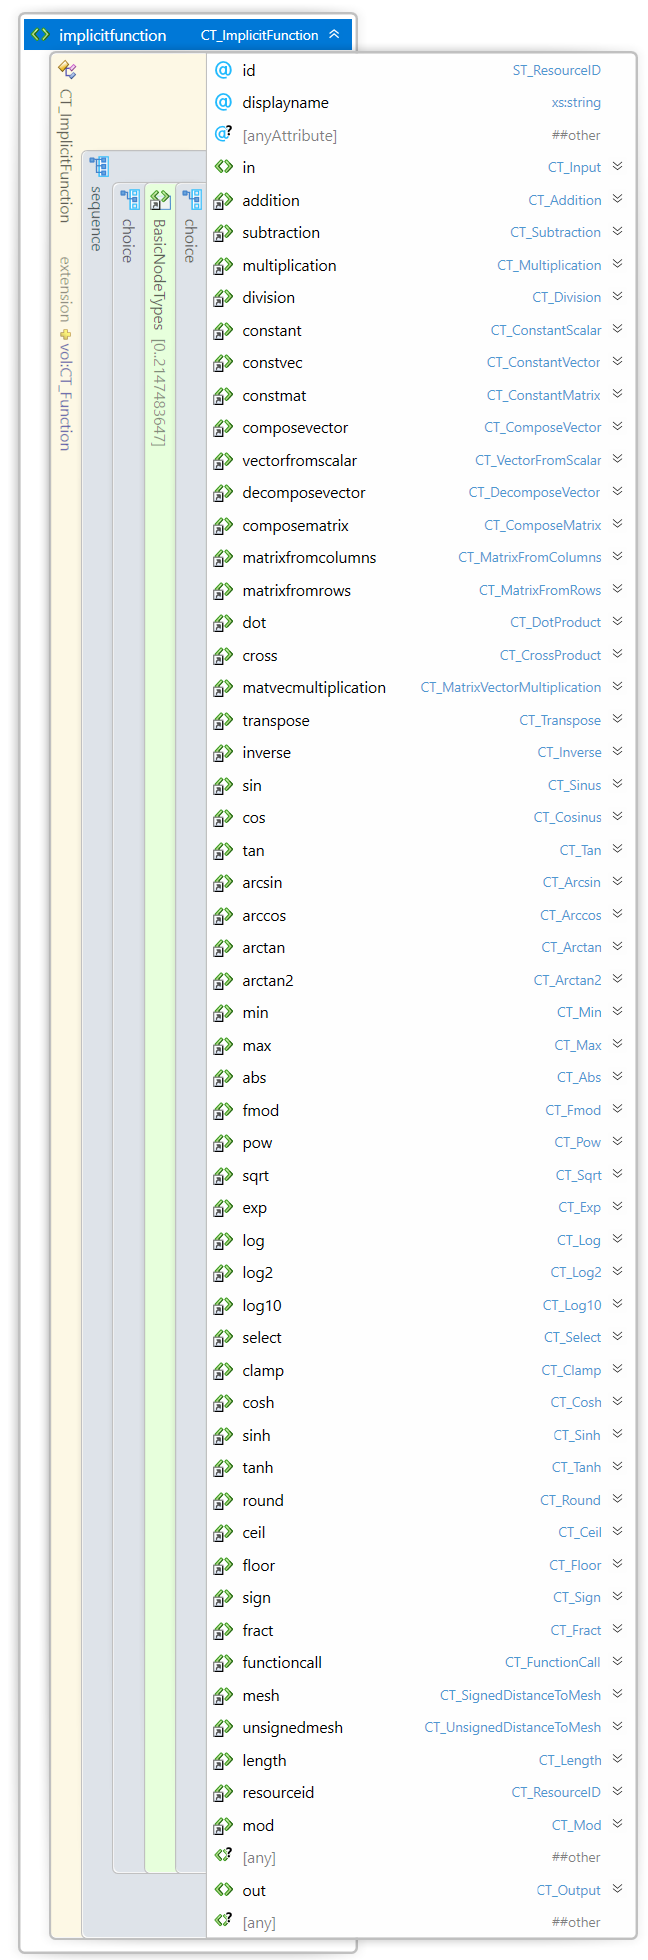 implicitfunction CT_ImplicitFunction
CT_ImplicitFunction extension vol:CT_Function
sequence
choice
BasicNodeTypes [0..2147483647]
choice
id ST_ResourceID
displayname xs:string
[anyAttribute] ##other
in CT_Input
addition CT_Addition
subtraction CT_Subtraction
multiplication CT_Multiplication
division CT_Division
constant CT_ConstantScalar
constvec CT_ConstantVector
constmat CT_ConstantMatrix
composevector CT_ComposeVector
vectorfromscalar CT_VectorFromScalar
decomposevector CT_DecomposeVector
composematrix CT_ComposeMatrix
matrixfromcolumns CT_MatrixFromColumns
matrixfromrows CT_MatrixFromRows
dot CT_DotProduct
cross CT_CrossProduct
matvecmultiplication CT_MatrixVectorMultiplication
transpose CT_Transpose
inverse CT_Inverse
sin CT_Sinus
cos CT_Cosinus
tan CT_Tan
arcsin CT_Arcsin
arccos CT_Arccos
arctan CT_Arctan
arctan2 CT_Arctan2
min CT_Min
max CT_Max
abs CT_Abs
fmod CT_Fmod
pow CT_Pow
sqrt CT_Sqrt
exp CT_Exp
log CT_Log
log2 CT_Log2
log10 CT_Log10
select CT_Select
clamp CT_Clamp
cosh CT_Cosh
sinh CT_Sinh
tanh CT_Tanh
round CT_Round
ceil CT_Ceil
floor CT_Floor
sign CT_Sign
fract CT_Fract
functioncall CT_FunctionCall
mesh CT_SignedDistanceToMesh
unsignedmesh CT_UnsignedDistanceToMesh
length CT_Length
resourceid CT_ResourceID
mod CT_Mod
[any] ##other
out CT_Output
[any] ##other